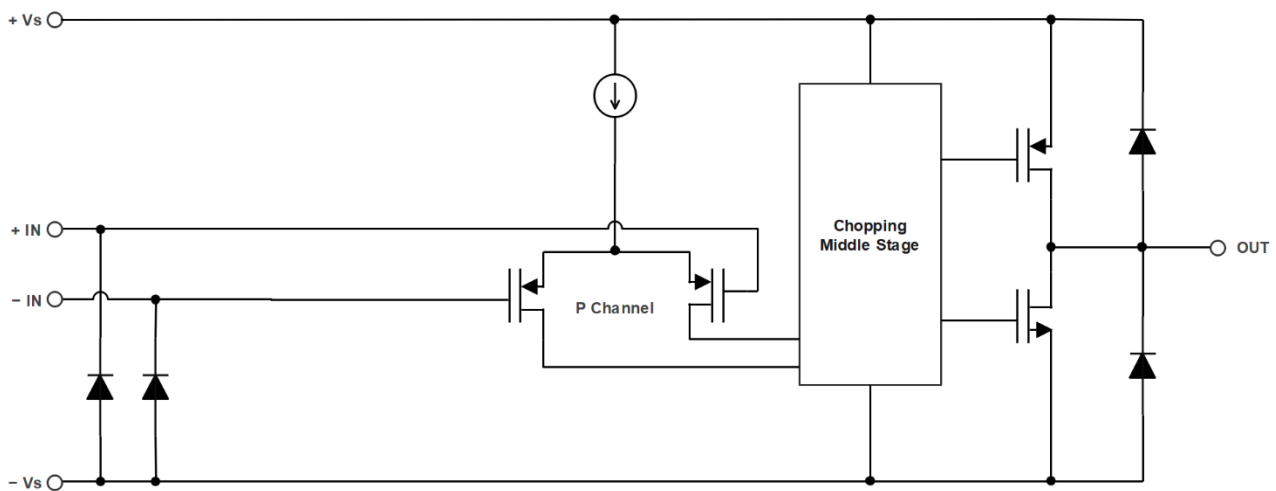 + Vs
+ IN
− IN
P Channel
Chopping
Middle Stage
OUT
− Vs